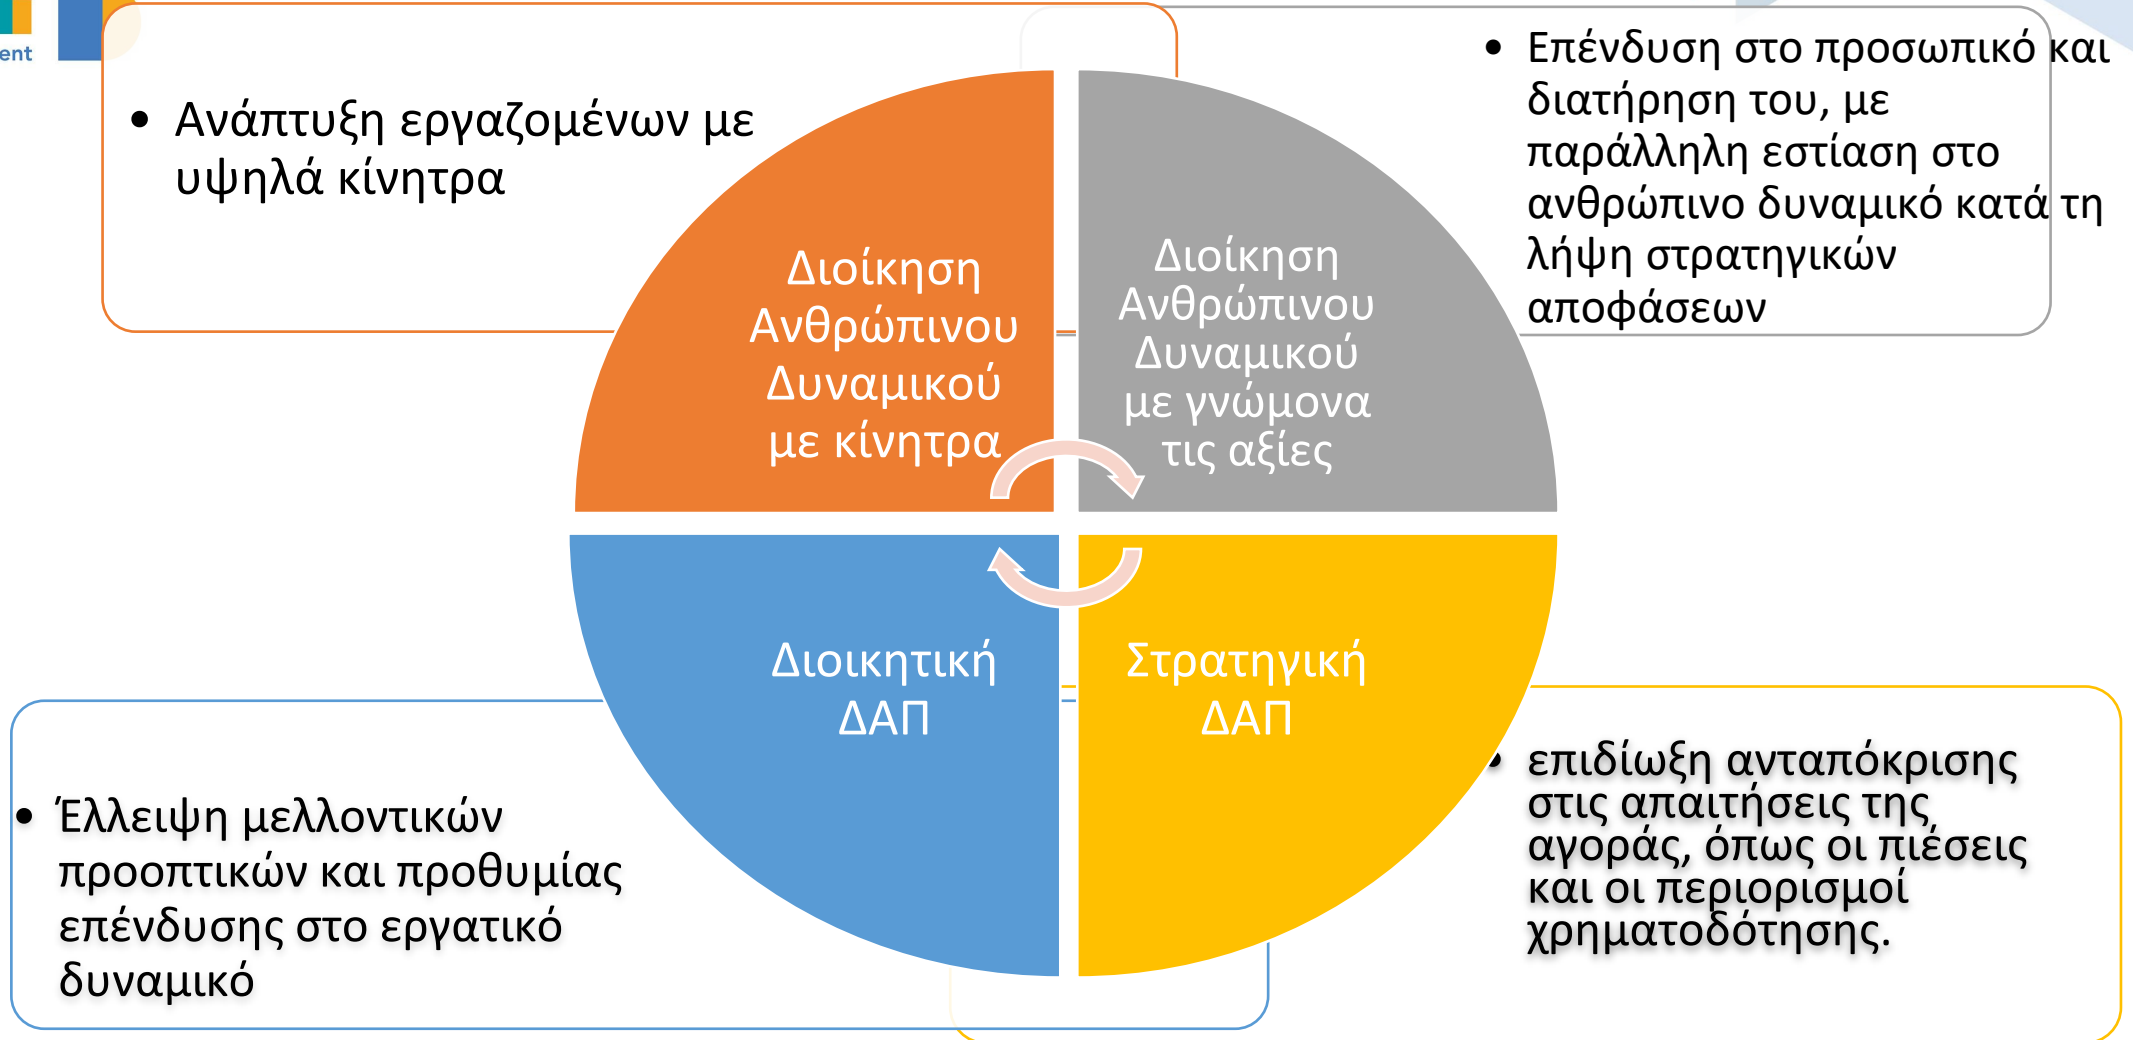 ent
• Ανάπτυξη εργαζομένων με
υψηλά κίνητρα
• Επένδυση στο προσωπικό και
διατήρηση του, με
παράλληλη εστίαση στο
ανθρώπινο δυναμικό κατά τη
λήψη στρατηγικών
αποφάσεων
Διοίκηση
Ανθρώπινου
Δυναμικού
με κίνητρα
Διοίκηση
Ανθρώπινου
Δυναμικού
με γνώμονα
τις αξίες
Διοικητική
ΔΑΠ
Στρατηγική
ΔΑΠ
• Έλλειψη μελλοντικών
προοπτικών και προθυμίας
επένδυσης στο εργατικό
δυναμικό
• επιδίωξη ανταπόκρισης
στις απαιτήσεις της
αγοράς, όπως οι πιέσεις
και οι περιορισμοί
χρηματοδότησης.